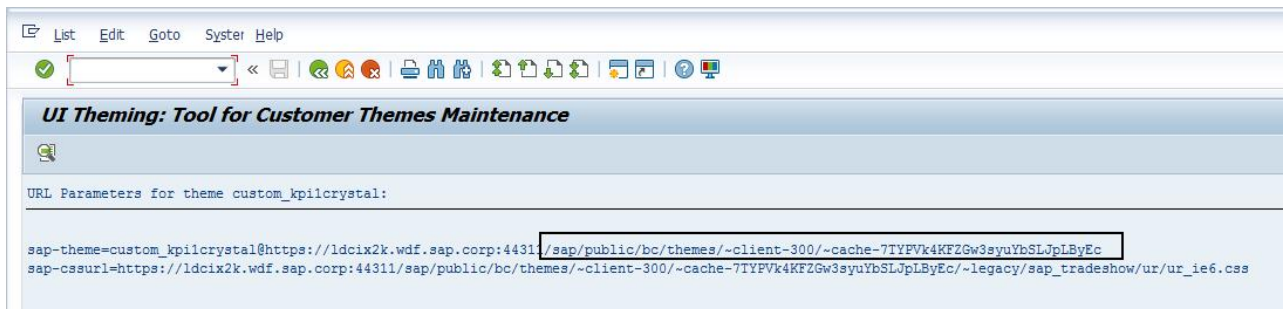 List Edit Goto System Help
UI Theming: Tool for Customer Themes Maintenance
URL Parameters for theme custom_kpi1crystal:
sap-theme=custom_kpi1crystal@https://ldcix2k.wdf.sap.corp:44311/sap/public/bc/themes/~client-300/~cache-7TYPVk4KFZGw3syuYbSLJpLByEc
sap-cssurl=https://ldcix2k.wdf.sap.corp:44311/sap/public/bc/themes/~client-300/~cache-7TYPVk4KFZGw3syuYbSLJpLByEc/~legacy/sap_tradeshow/ur/ur_ie6.css